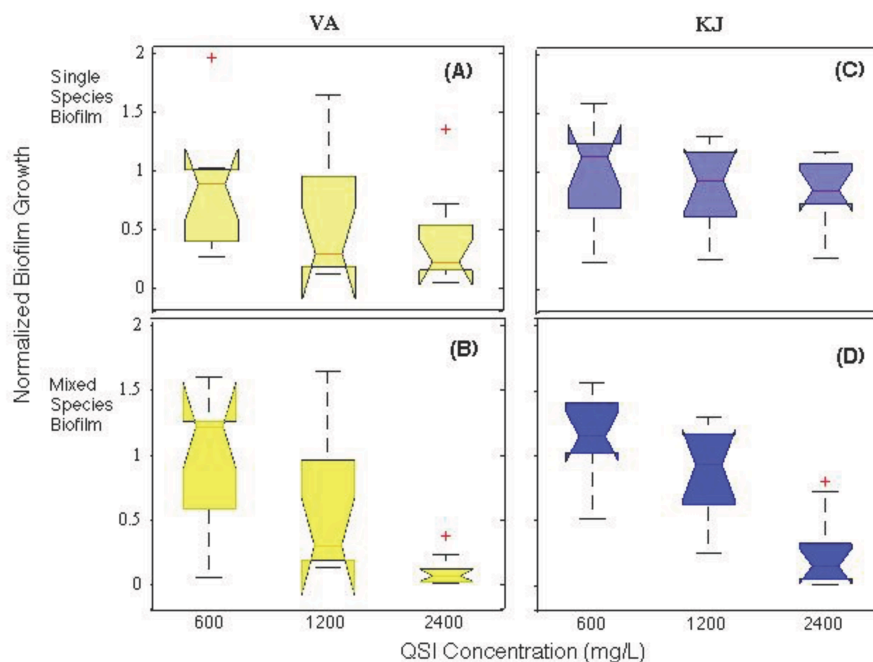 VA
KJ
Normalized Biofilm Growth
Single
Species
Biofilm
2
1.5
1
0.5
0
(A)
(C)
Mixed
Species
Biofilm
2
1.5
1
0.5
0
(B)
(D)
600
1200
2400
600
1200
2400
QSI Concentration (mg/L)